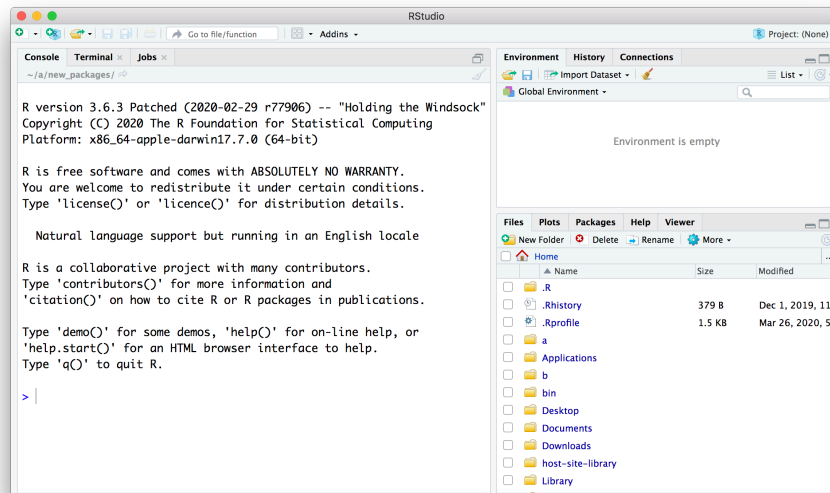 RStudio
Go to file/function
Addins
Project: (None)
Console Terminal Jobs
~/a/new_packages/
R version 3.6.3 Patched (2020-02-29 r77906) -- "Holding the Windsock"
Copyright (C) 2020 The R Foundation for Statistical Computing
Platform: x86_64-apple-darwin17.7.0 (64-bit)
R is free software and comes with ABSOLUTELY NO WARRANTY.
You are welcome to redistribute it under certain conditions.
Type 'license()' or 'licence()' for distribution details.
Natural language support but running in an English locale
R is a collaborative project with many contributors.
Type 'contributors()' for more information and
'citation()' on how to cite R or R packages in publications.
Type 'demo()' for some demos, 'help()' for on-line help, or
'help.start()' for an HTML browser interface to help.
Type 'q()' to quit R.
>
Environment History Connections
Import Dataset List
Global Environment
Environment is empty
Files Plots Packages Help Viewer
New Folder Delete Rename More
Home ..
Name Size Modified
.R
.Rhistory 379 B Dec 1, 2019, 11
.Rprofile 1.5 KB Mar 26, 2020, 5
a
Applications
b
bin
Desktop
Documents
Downloads
host-site-library
Library